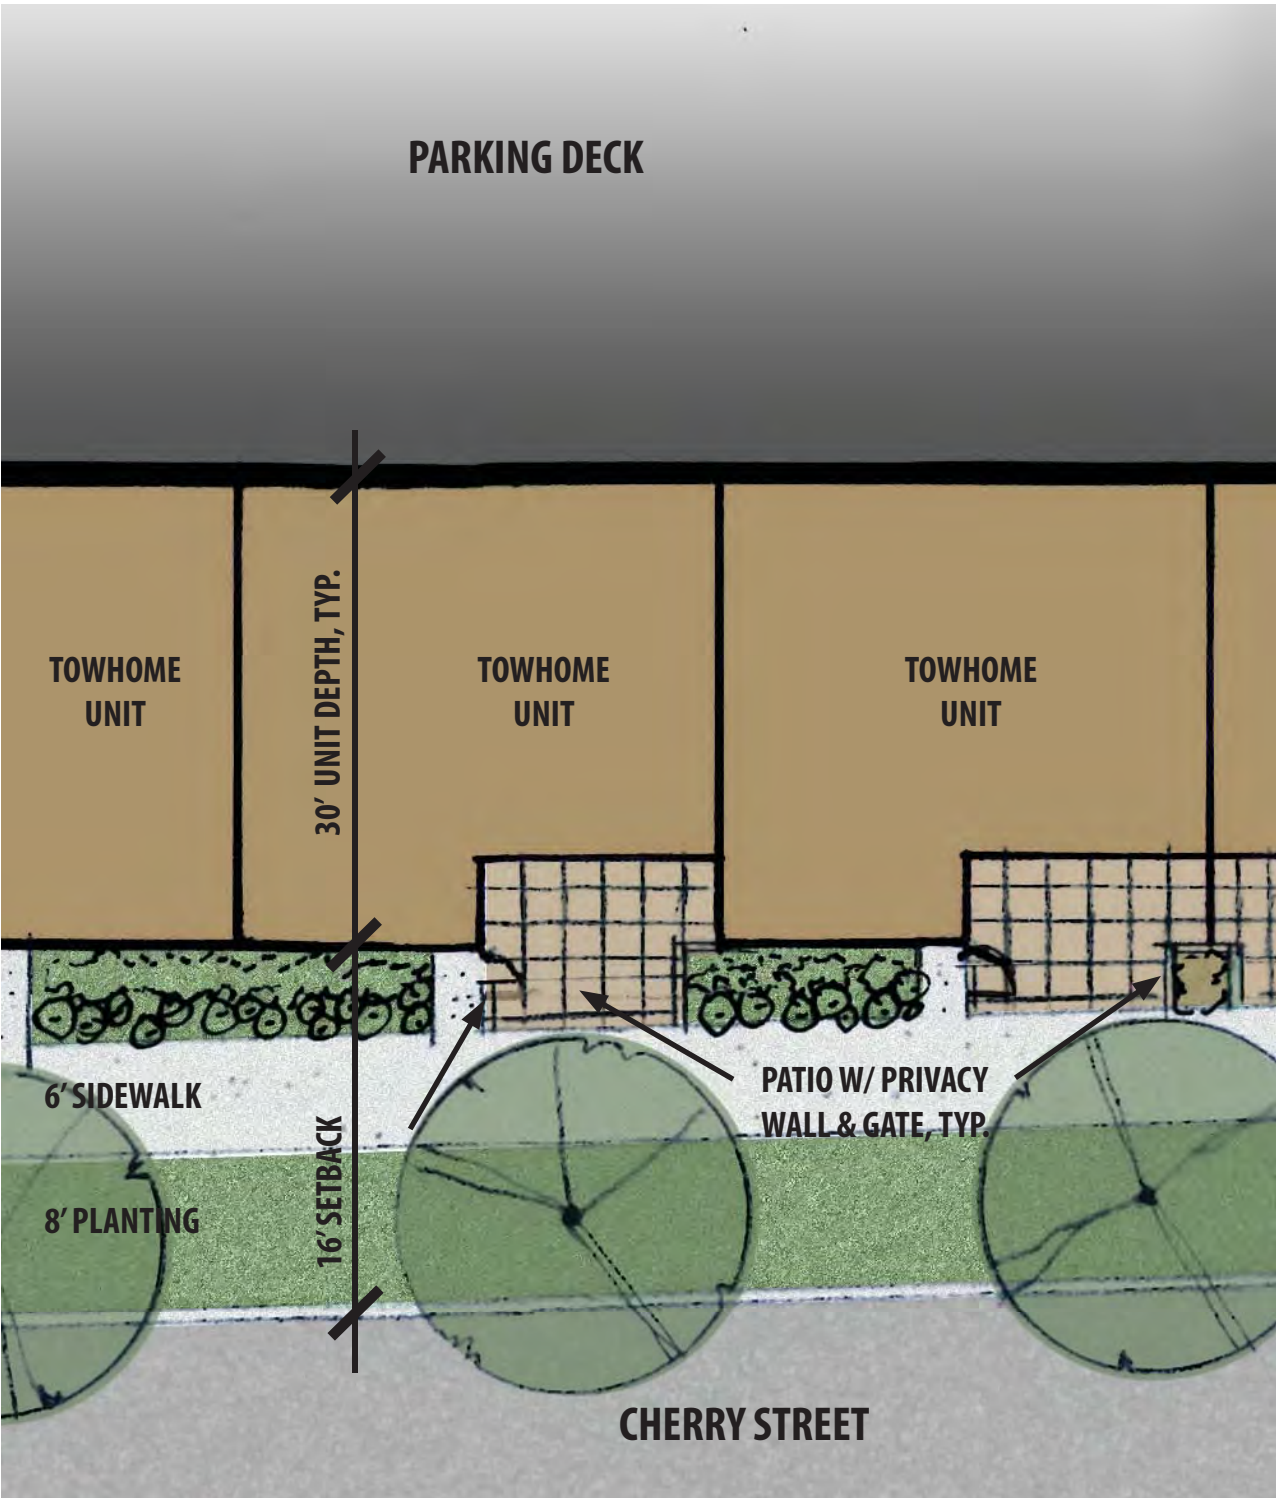 PARKING DECK
30' UNIT DEPTH, TYP.
TOWHOME
UNIT
TOWHOME
UNIT
TOWHOME
UNIT
PATIO W/ PRIVACY
WALL & GATE, TYP.
6' SIDEWALK
8' PLANTING
16' SETBACK
CHERRY STREET